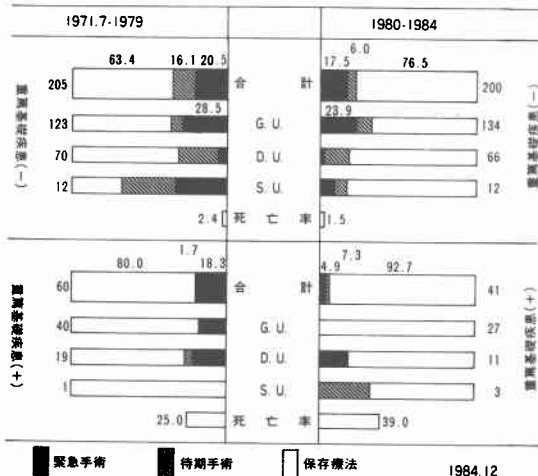 1971.7-1979 1980-1984
6.0
63.4 16.1 20.5 17.5 76.5
205 合計 200
28.5 23.9
123 G.U. 134
70 D.U. 66
12 S.U. 12
2.4 死亡率 1.5
重篤基礎疾患(-)
重篤基礎疾患(-)
1.7 7.3
80.0 18.3 4.9 92.7
60 合計 41
40 G.U. 27
19 D.U. 11
1 S.U. 3
25.0 死亡率 39.0
重篤基礎疾患(+)
重篤基礎疾患(+)
緊急手術 待期手術 保存療法
1984.12